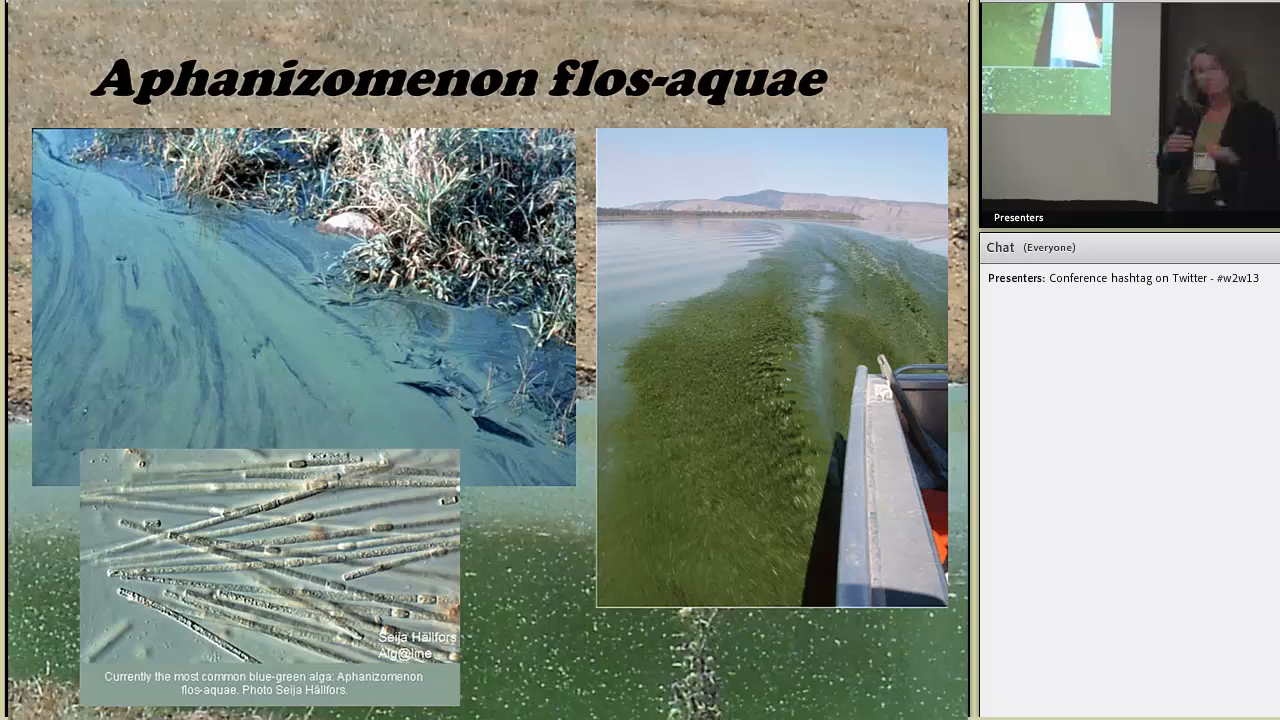 Aphanizomenon flos-aquae
Seija Hällfors
Alg@line
Currently the most common blue-green alga: Aphanizomenon
flos-aquae. Photo Seija Hällfors.
Presenters
Chat (Everyone)
Presenters: Conference hashtag on Twitter - #w2w13